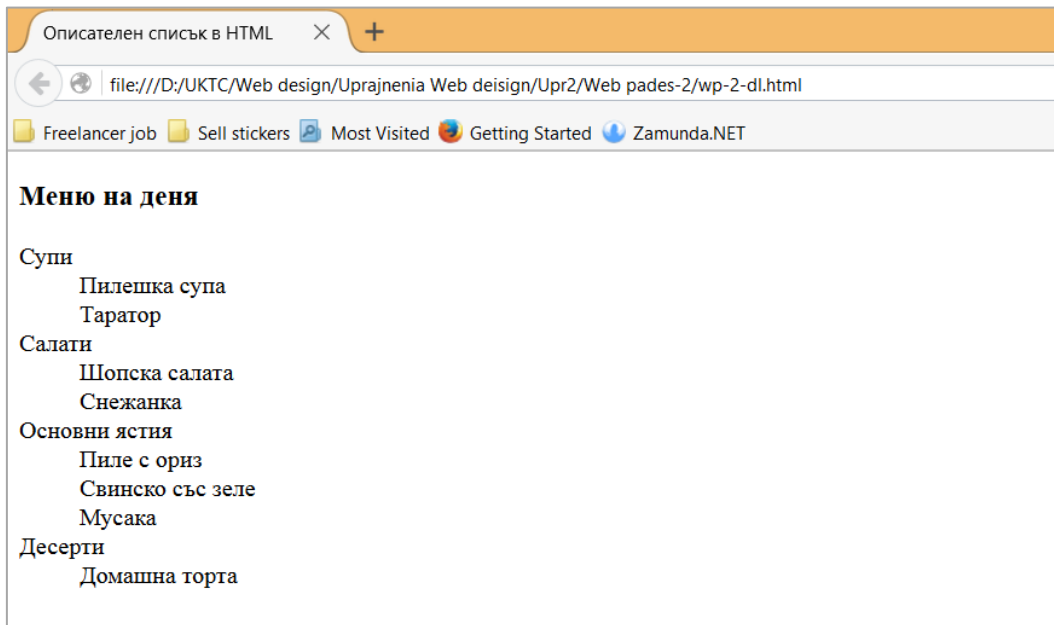 Описателен списък в HTML
file:///D:/UKTC/Web design/Uprajnenia Web deisign/Upr2/Web pades-2/wp-2-dl.html
Freelancer job Sell stickers Most Visited Getting Started Zamunda.NET
Меню на деня
Супи
Пилешка супа
Таратор
Салати
Шопска салата
Снежанка
Основни ястия
Пиле с ориз
Свинско със зеле
Мусака
Десерти
Домашна торта